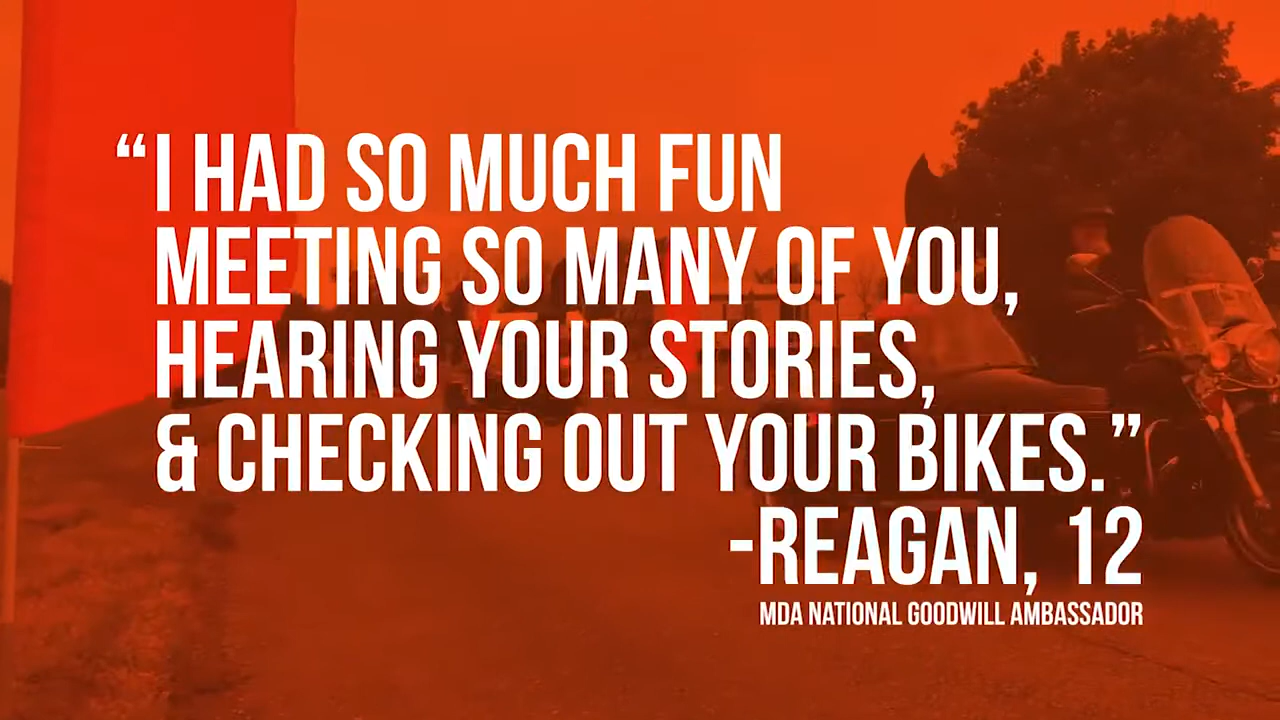 “I HAD SO MUCH FUN
MEETING SO MANY OF YOU,
HEARING YOUR STORIES,
& CHECKING OUT YOUR BIKES.”
-REAGAN, 12
MDA NATIONAL GOODWILL AMBASSADOR